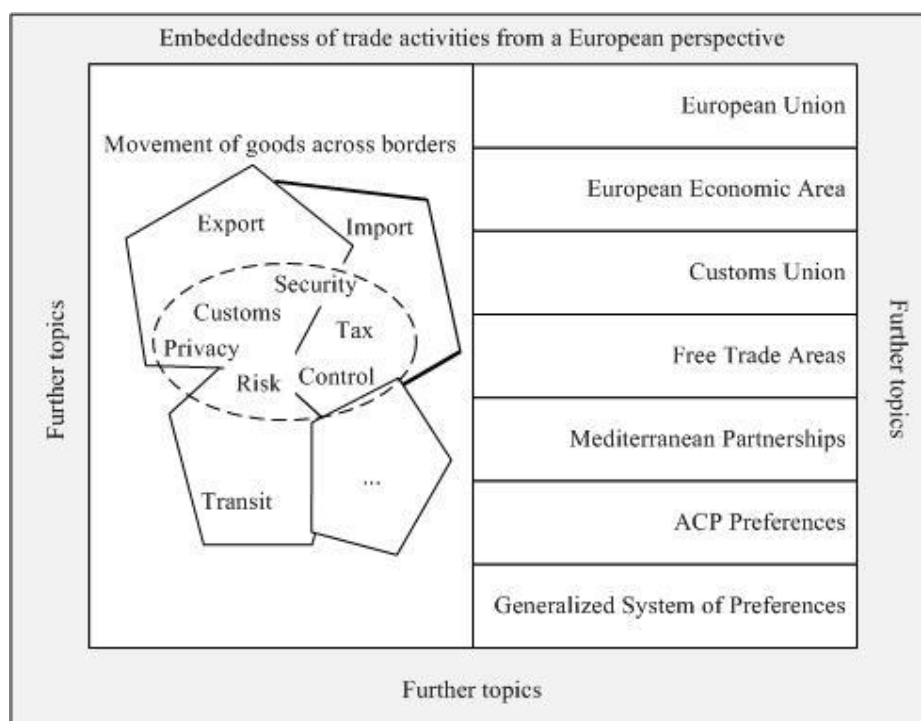 Embeddedness of trade activities from a European perspective
Movement of goods across borders
Export
Import
Security
Customs
Tax
Privacy
Risk
Control
Transit
...
European Union
European Economic Area
Customs Union
Free Trade Areas
Mediterranean Partnerships
ACP Preferences
Generalized System of Preferences
Further topics
Further topics
Further topics